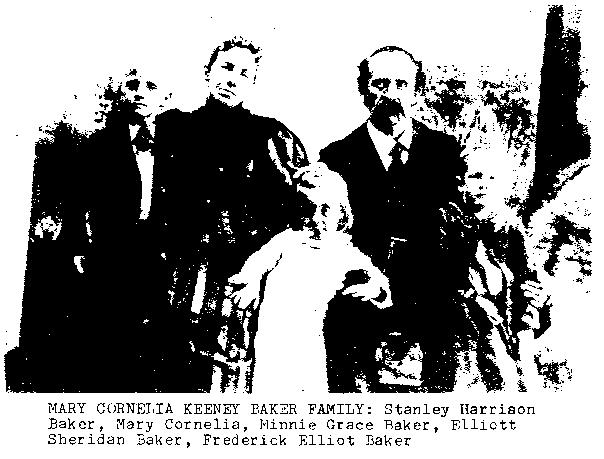 MARY CORNELIA KEENEY BAKER FAMILY: Stanley Harrison
Baker, Mary Cornelia, Minnie Grace Baker, Elliott
Sheridan Baker, Frederick Elliot Baker